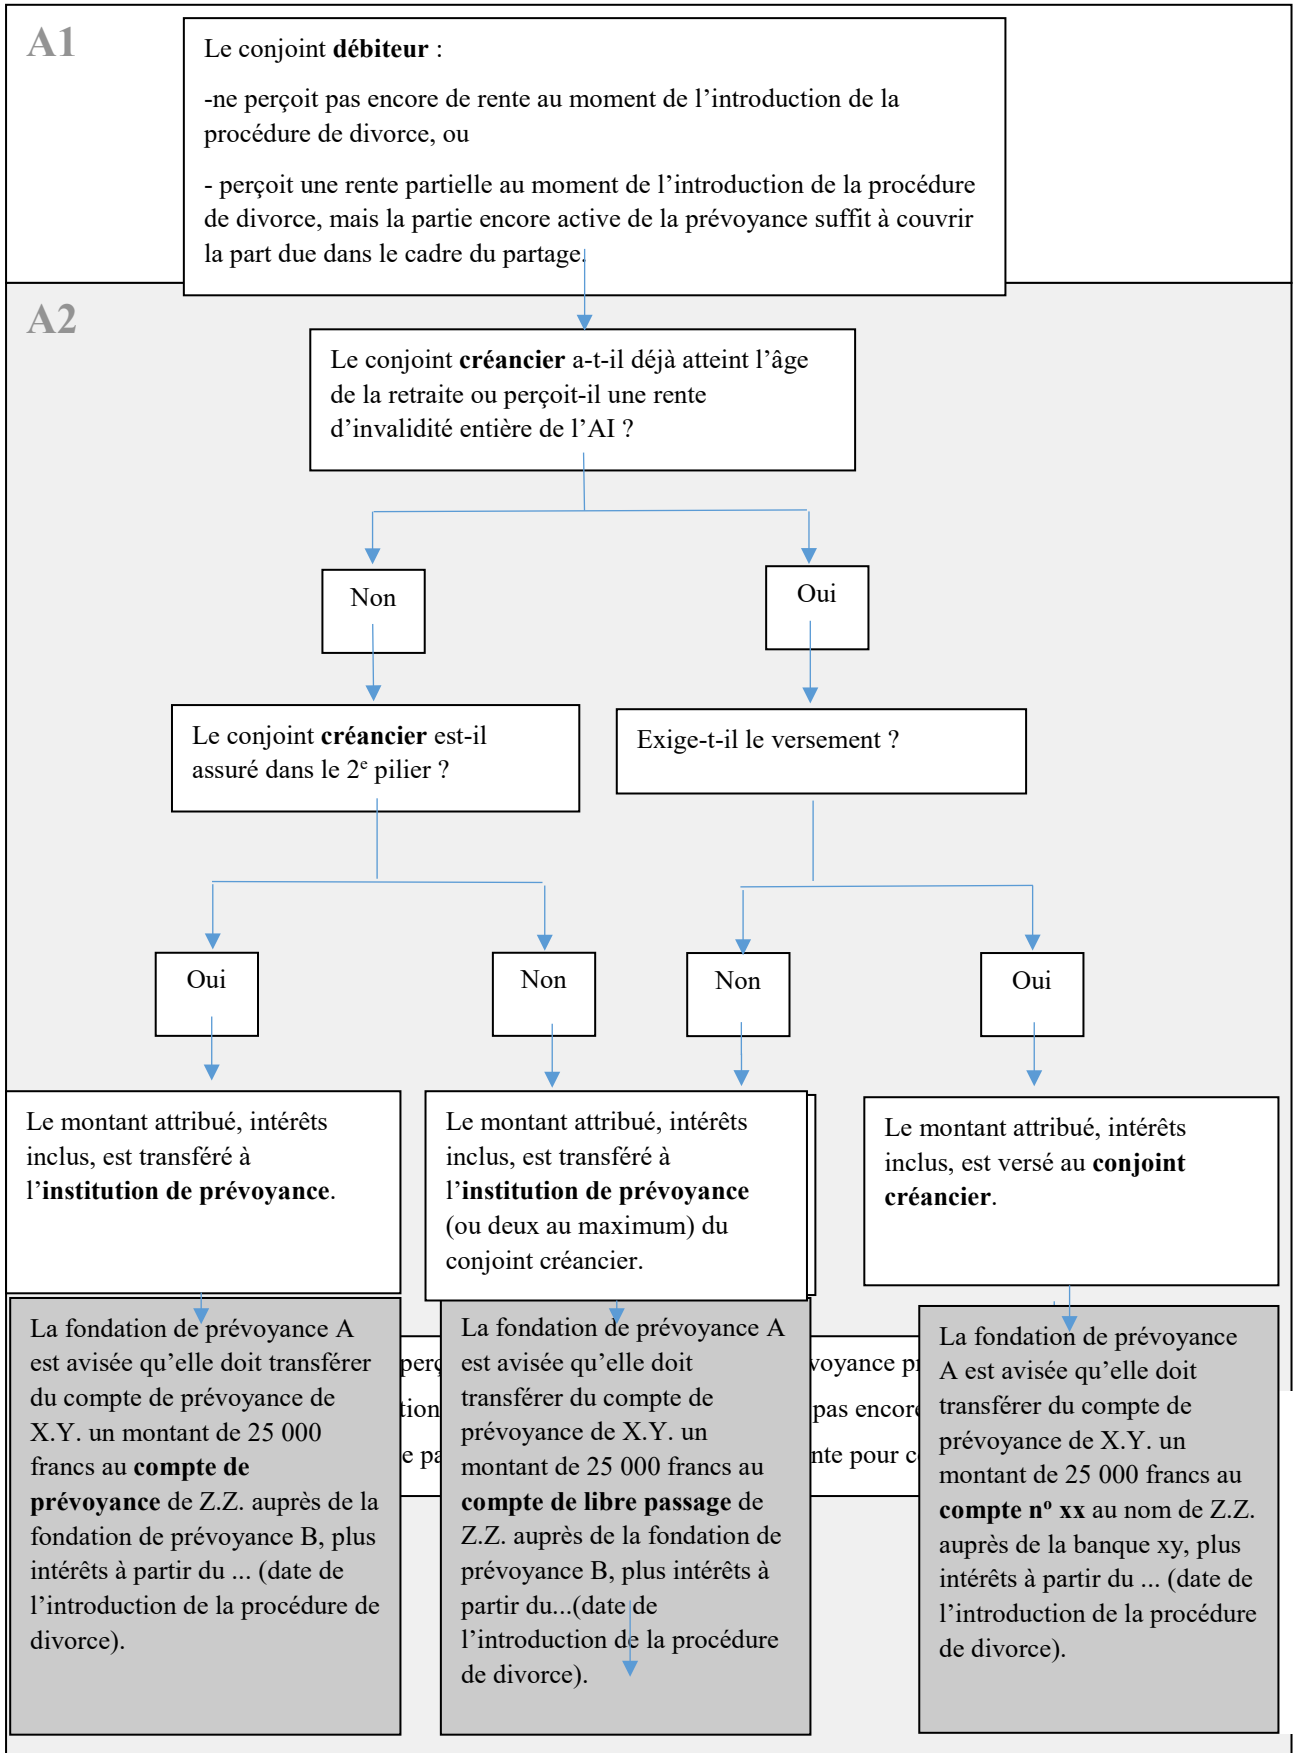 A1
Le conjoint débiteur :
-ne perçoit pas encore de rente au moment de l’introduction de la
procédure de divorce, ou
- perçoit une rente partielle au moment de l’introduction de la procédure
de divorce, mais la partie encore active de la prévoyance suffit à couvrir
la part due dans le cadre du partage.
A2
Le conjoint créancier a-t-il déjà atteint l’âge
de la retraite ou perçoit-il une rente
d’invalidité entière de l’AI ?
Non
Oui
Le conjoint créancier est-il
assuré dans le 2e pilier ?
Exige-t-il le versement ?
Oui
Non
Non
Oui
Le montant attribué, intérêts
inclus, est transféré à
l’institution de prévoyance.
Le montant attribué, intérêts
inclus, est transféré à
l’institution de prévoyance
(ou deux au maximum) du
conjoint créancier.
Le montant attribué, intérêts
inclus, est versé au conjoint
créancier.
La fondation de prévoyance A
est avisée qu’elle doit transférer
du compte de prévoyance de
X.Y. un montant de 25 000
francs au compte de
prévoyance de Z.Z. auprès de la
fondation de prévoyance B, plus
intérêts à partir du ... (date de
l’introduction de la procédure de
divorce).
La fondation de prévoyance A
est avisée qu’elle doit
transférer du compte de
prévoyance de X.Y. un
montant de 25 000 francs au
compte de libre passage de
Z.Z. auprès de la fondation de
prévoyance B, plus intérêts à
partir du...(date de
l’introduction de la procédure
de divorce).
La fondation de prévoyance
A est avisée qu’elle doit
transférer du compte de
prévoyance de X.Y. un
montant de 25 000 francs au
compte no xx au nom de Z.Z.
auprès de la banque xy, plus
intérêts à partir du ... (date de
l’introduction de la procédure
de divorce).
pas encore